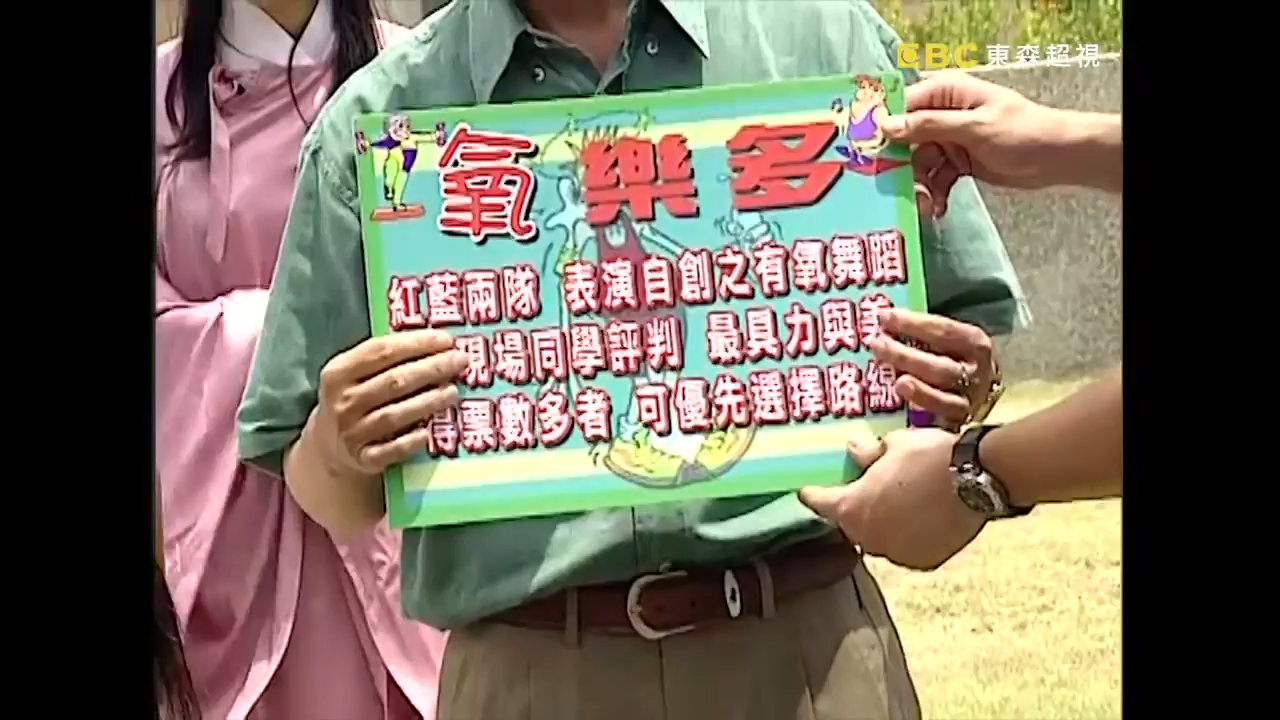 EBC 東森超視
氧樂多
紅藍兩隊 表演自創之有氧舞蹈
現場同學評判 最具力與美
得票數多者 可優先選擇路線